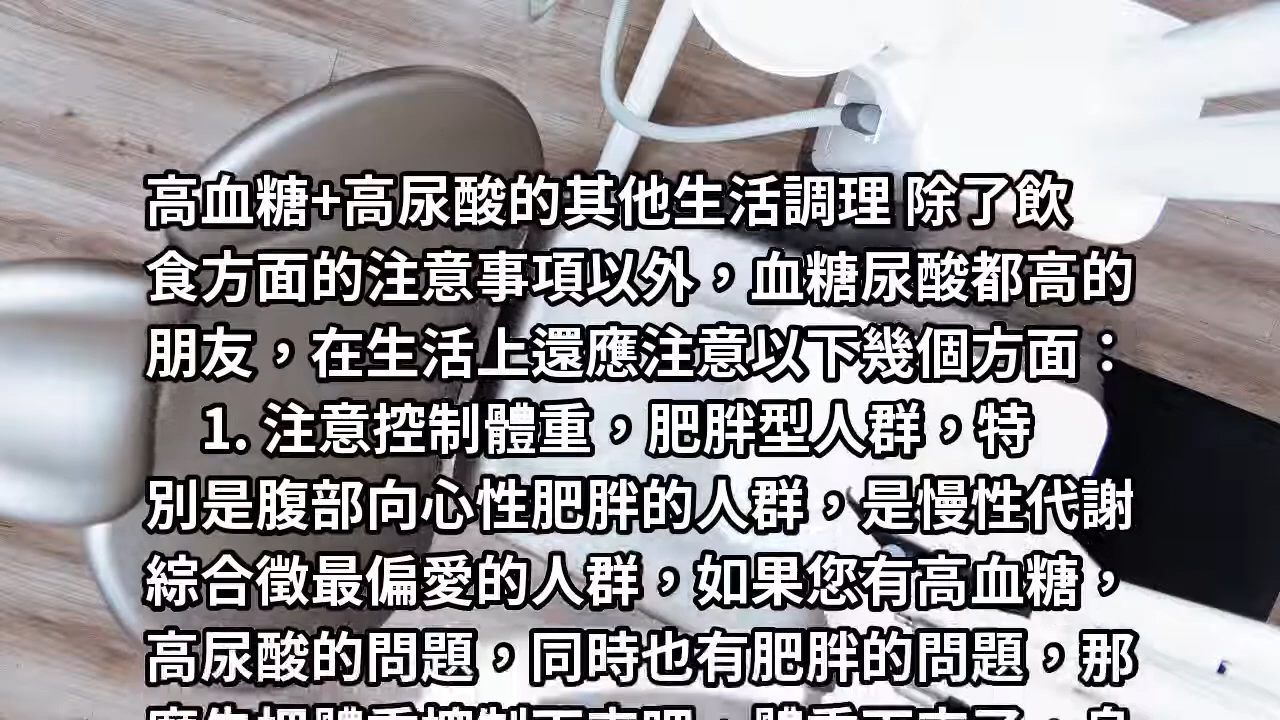 高血糖+高尿酸的其他生活調理 除了飲
食方面的注意事項以外，血糖尿酸都高的
朋友，在生活上還應注意以下幾個方面：
1. 注意控制體重，肥胖型人群，特
別是腹部向心性肥胖的人群，是慢性代謝
綜合徵最偏愛的人群，如果您有高血糖，
高尿酸的問題，同時也有肥胖的問題，那